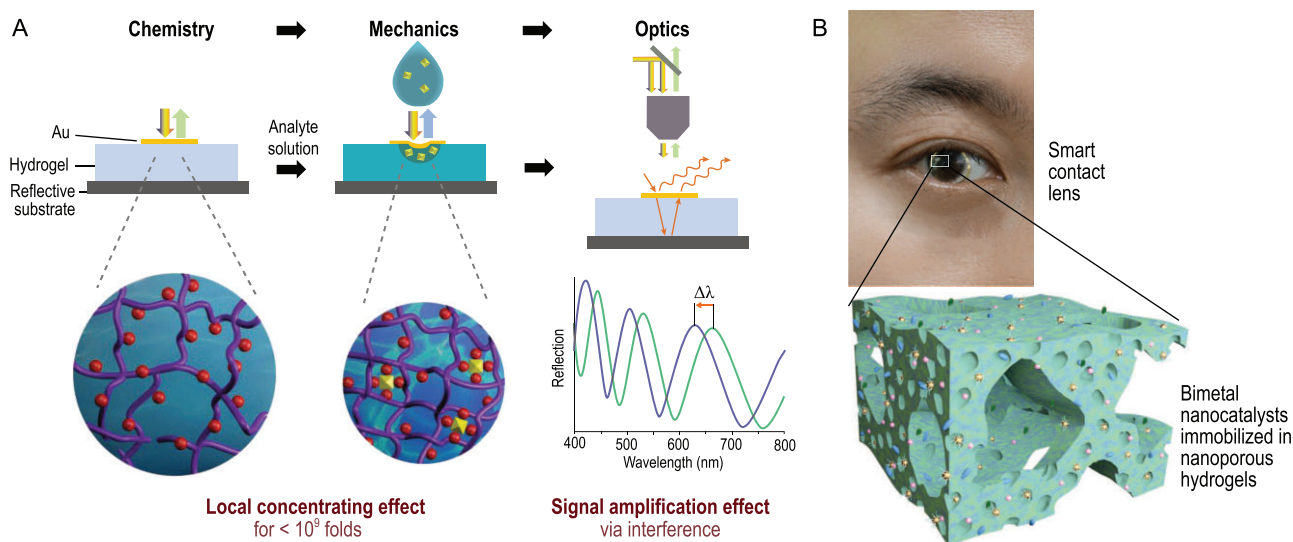 A
Chemistry
Mechanics
Optics
Au
Hydrogel
Reflective
substrate
Analyte
solution
Δλ
Reflection
400
500
600
700
800
Wavelength (nm)
Local concentrating effect
for < 10⁹ folds
Signal amplification effect
via interference
B
Smart
contact
lens
Bimetal
nanocatalysts
immobilized in
nanoporous
hydrogels